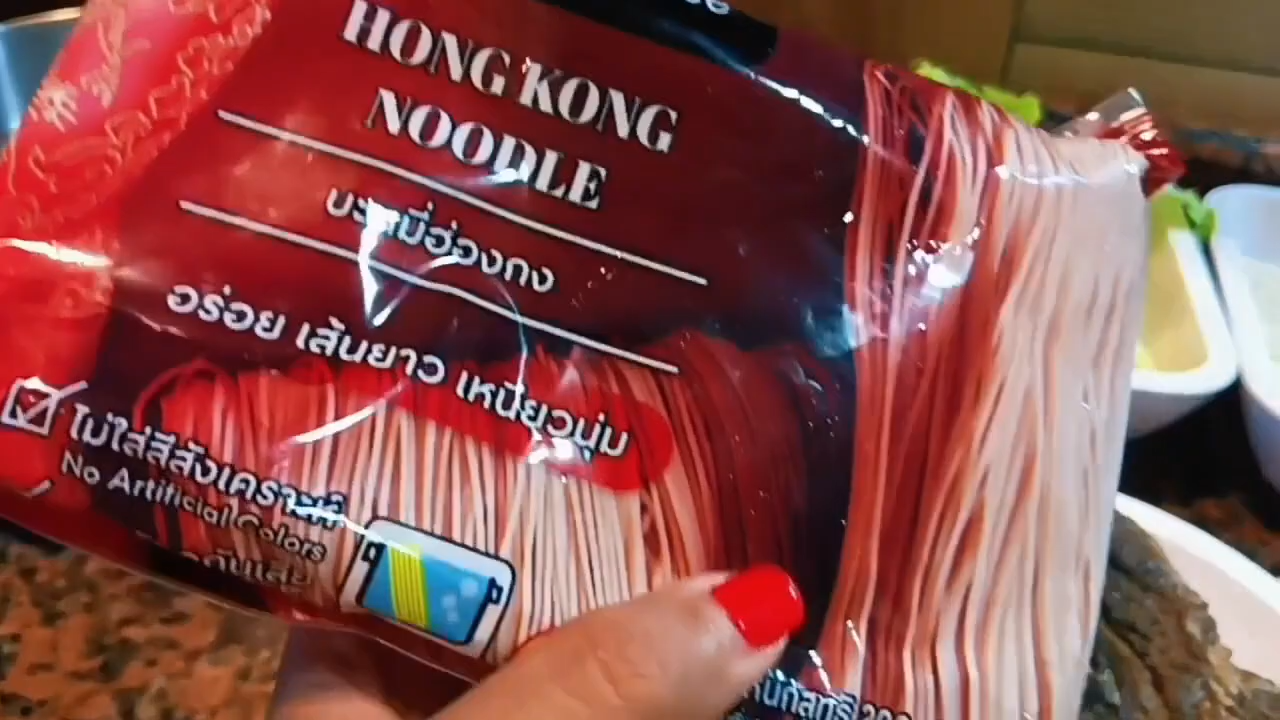 HONG KONG
NOODLE
บะหมี่ฮ่องกง
อร่อย เส้นยาว เหนียวนุ่ม
ไม่ใส่สีสังเคราะห์
No Artificial Colors